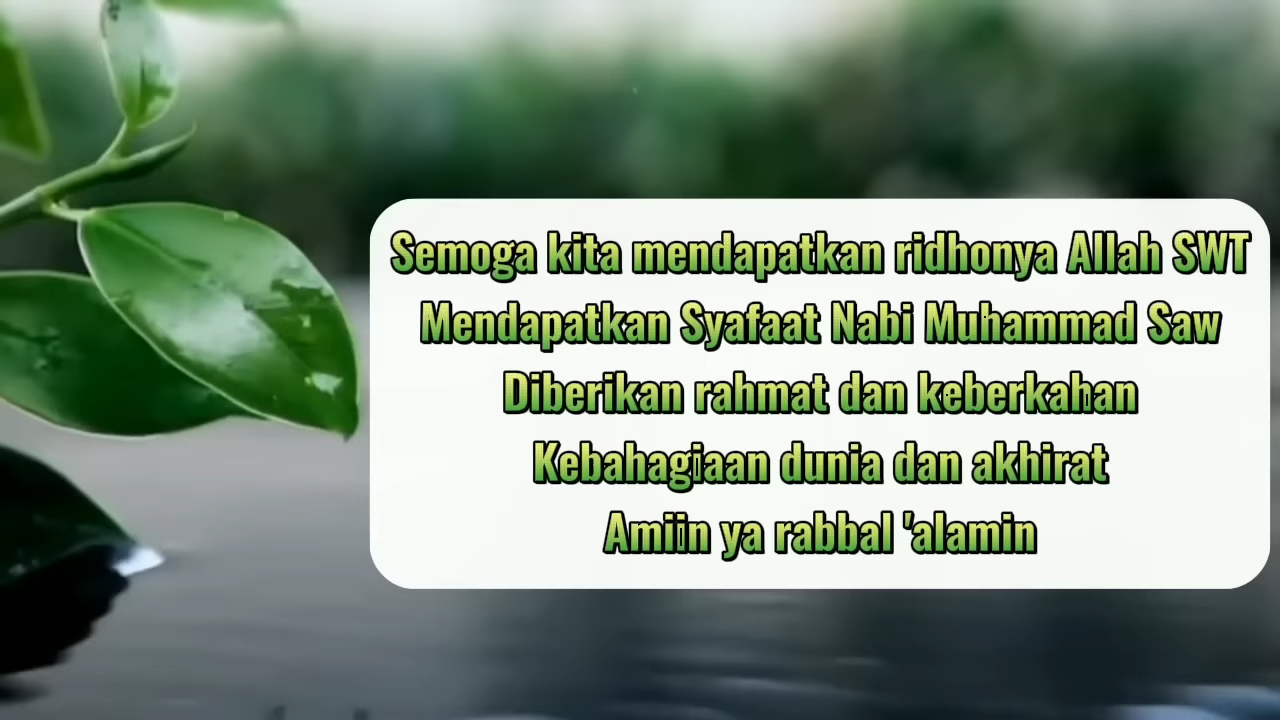 Semoga kita mendapatkan ridhonya Allah SWT
Mendapatkan Syafaat Nabi Muhammad Saw
Diberikan rahmat dan keberkahan
Kebahagiaan dunia dan akhirat
Amiin ya rabbal 'alamin